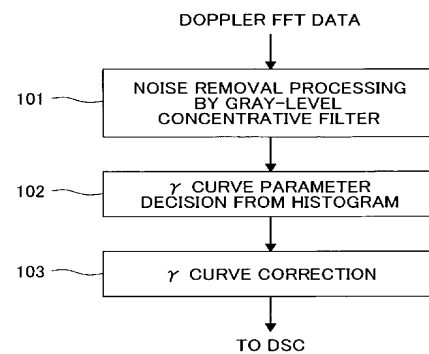 DOPPLER FFT DATA
101
NOISE REMOVAL PROCESSING
BY GRAY-LEVEL
CONCENTRATIVE FILTER
102
γ CURVE PARAMETER
DECISION FROM HISTOGRAM
103
γ CURVE CORRECTION
TO DSC